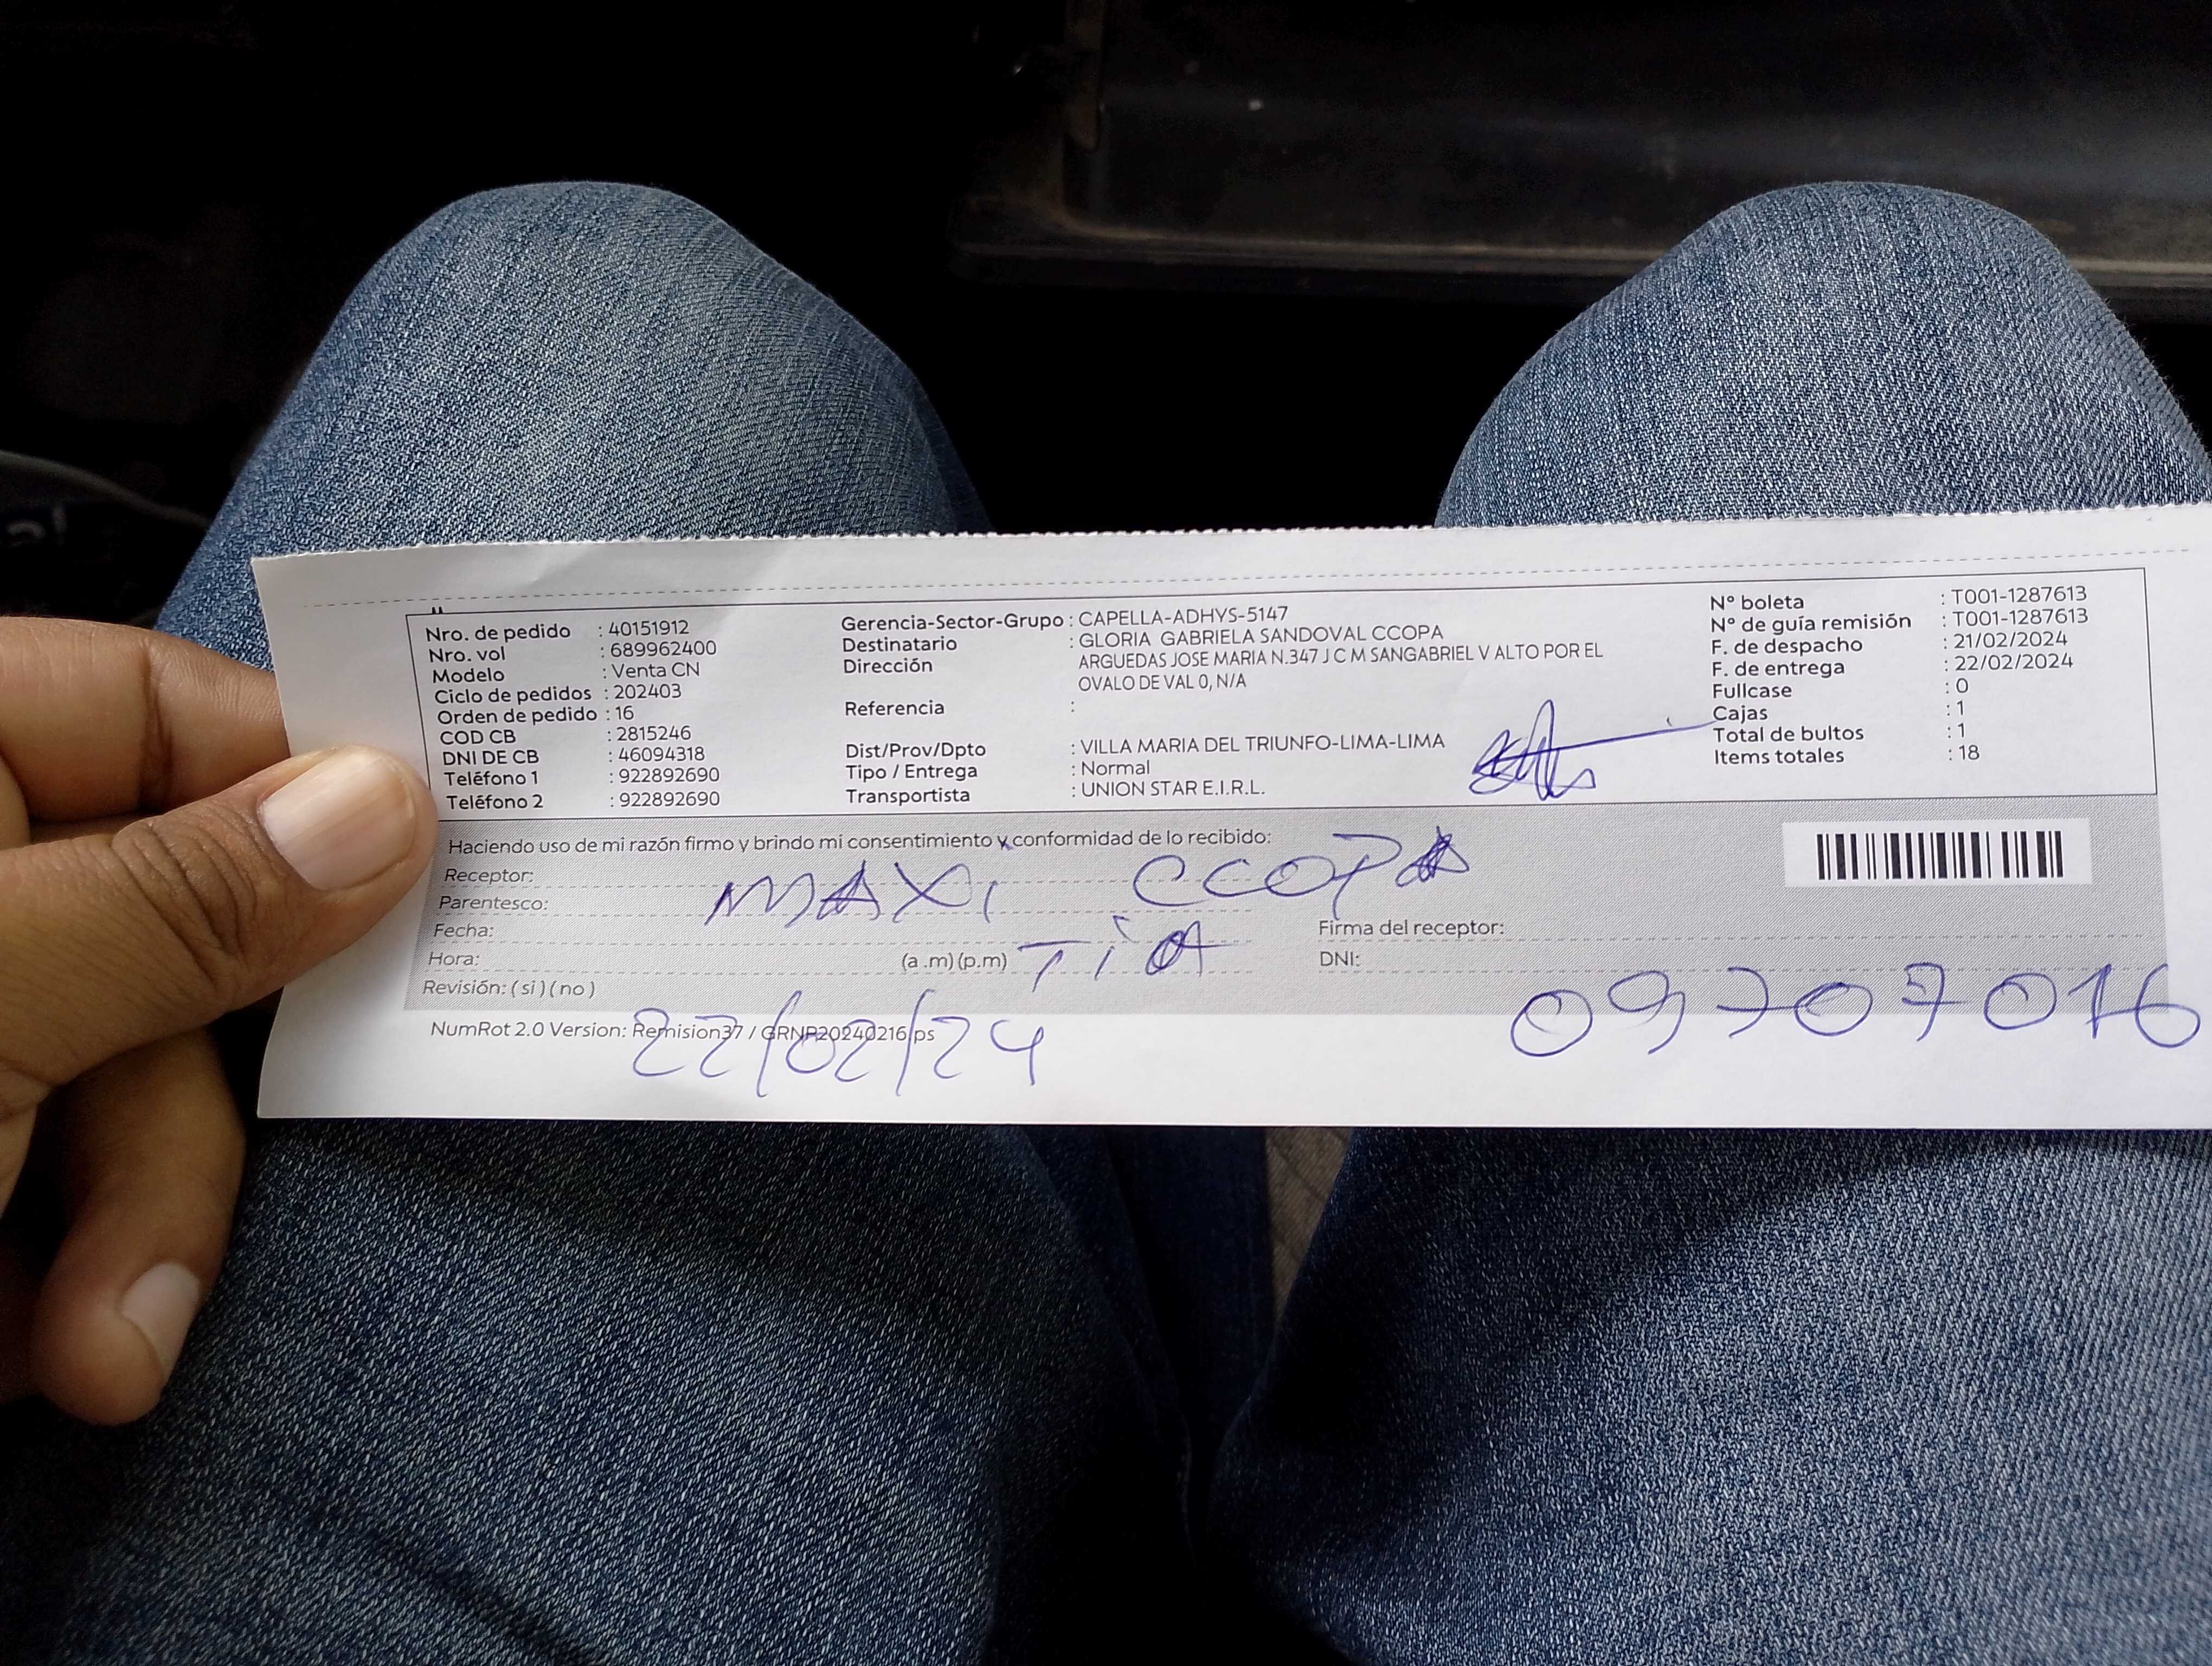 Nro. de pedido : 40151912
Nro. vol : 689962400
Modelo : Venta CN
Ciclo de pedidos : 202403
Orden de pedido : 16
COD CB : 2815246
DNI DE CB : 46094318
Teléfono 1 : 922892690
Teléfono 2 : 922892690
Gerencia-Sector-Grupo : CAPELLA-ADHYS-5147
Destinatario : GLORIA GABRIELA SANDOVAL CCOPA
Dirección : ARGUEDAS JOSE MARIA N.347 J C M SANGABRIEL V ALTO POR EL
OVALO DE VAL 0, N/A
Referencia :
Dist/Prov/Dpto : VILLA MARIA DEL TRIUNFO-LIMA-LIMA
Tipo / Entrega : Normal
Transportista : UNION STAR E.I.R.L.
N° boleta : T001-1287613
N° de guía remisión : T001-1287613
F. de despacho : 21/02/2024
F. de entrega : 22/02/2024
Fullcase : 0
Cajas : 1
Total de bultos : 1
Items totales : 18
Haciendo uso de mi razón firmo y brindo mi consentimiento y conformidad de lo recibido:
Receptor: MAXI CCOPA
Parentesco: TIA
Fecha: 22/02/24
Hora: (a .m) (p.m)
Revisión: ( si ) ( no )
Firma del receptor:
DNI: 09707016
NumRot 2.0 Version: Remision37 / GRNR20240216.ps